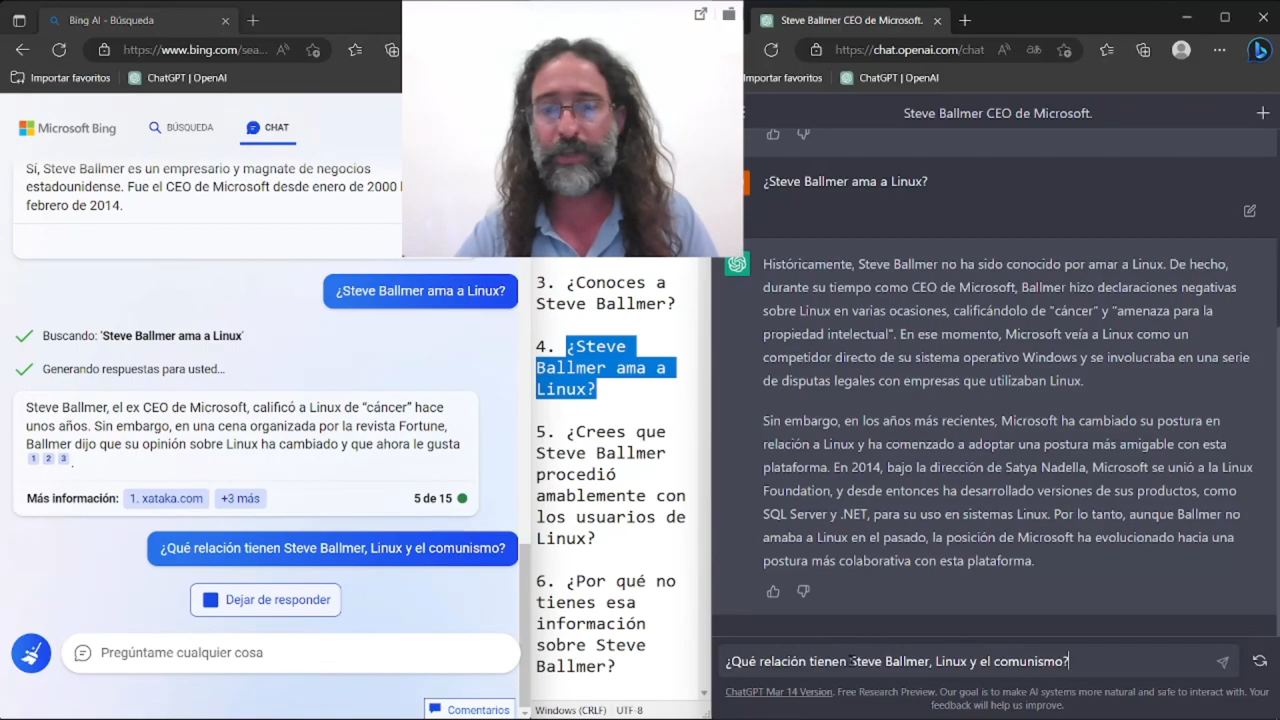 Bing AI - Búsqueda
https://www.bing.com/sea...
Importar favoritos
ChatGPT | OpenAI
Microsoft Bing
BÚSQUEDA
CHAT
Sí, Steve Ballmer es un empresario y magnate de negocios
estadounidense. Fue el CEO de Microsoft desde enero de 2000
febrero de 2014.
¿Steve Ballmer ama a Linux?
Buscando: 'Steve Ballmer ama a Linux'
Generando respuestas para usted...
Steve Ballmer, el ex CEO de Microsoft, calificó a Linux de “cáncer” hace
unos años. Sin embargo, en una cena organizada por la revista Fortune,
Ballmer dijo que su opinión sobre Linux ha cambiado y que ahora le gusta
1 2 3 .
Más información:
1. xataka.com
+3 más
5 de 15
¿Qué relación tienen Steve Ballmer, Linux y el comunismo?
Dejar de responder
Pregúntame cualquier cosa
Comentarios
3. ¿Conoces a
Steve Ballmer?
4. ¿Steve
Ballmer ama a
Linux?
5. ¿Crees que
Steve Ballmer
procedió
amablemente con
los usuarios de
Linux?
6. ¿Por qué no
tienes esa
información
sobre Steve
Ballmer?
Windows (CRLF)
UTF-8
Steve Ballmer CEO de Microsoft.
https://chat.openai.com/chat
mportar favoritos
ChatGPT | OpenAI
Steve Ballmer CEO de Microsoft.
¿Steve Ballmer ama a Linux?
Históricamente, Steve Ballmer no ha sido conocido por amar a Linux. De hecho,
durante su tiempo como CEO de Microsoft, Ballmer hizo declaraciones negativas
sobre Linux en varias ocasiones, calificándolo de "cáncer" y "amenaza para la
propiedad intelectual". En ese momento, Microsoft veía a Linux como un
competidor directo de su sistema operativo Windows y se involucraba en una serie
de disputas legales con empresas que utilizaban Linux.
Sin embargo, en los años más recientes, Microsoft ha cambiado su postura en
relación a Linux y ha comenzado a adoptar una postura más amigable con esta
plataforma. En 2014, bajo la dirección de Satya Nadella, Microsoft se unió a la Linux
Foundation, y desde entonces ha desarrollado versiones de sus productos, como
SQL Server y .NET, para su uso en sistemas Linux. Por lo tanto, aunque Ballmer no
amaba a Linux en el pasado, la posición de Microsoft ha evolucionado hacia una
postura más colaborativa con esta plataforma.
¿Qué relación tienen Steve Ballmer, Linux y el comunismo?
ChatGPT Mar 14 Version. Free Research Preview. Our goal is to make AI systems more natural and safe to interact with. Your
feedback will help us improve.